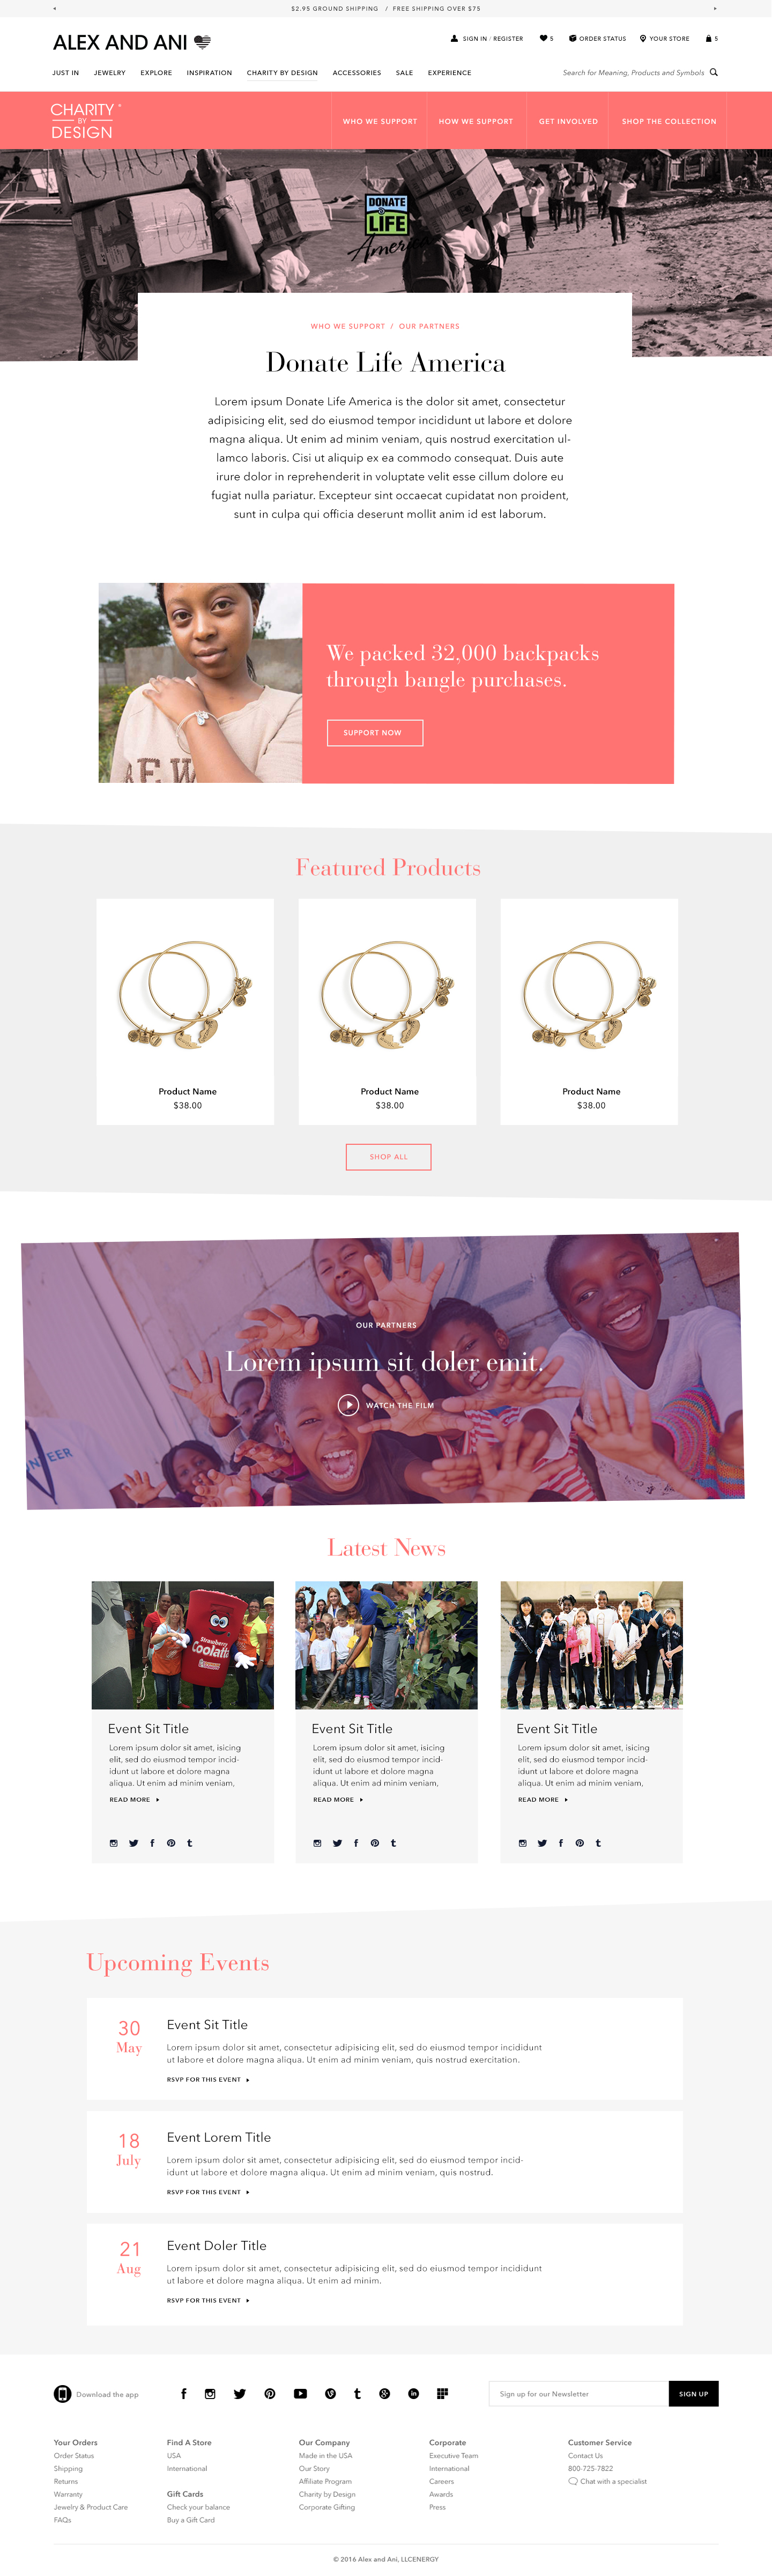 $2.95 GROUND SHIPPING / FREE SHIPPING OVER $75
ALEX AND ANI
SIGN IN / REGISTER
5
ORDER STATUS
YOUR STORE
5
JUST IN
JEWELRY
EXPLORE
INSPIRATION
CHARITY BY DESIGN
ACCESSORIES
SALE
EXPERIENCE
Search for Meaning, Products and Symbols
CHARITY
BY
DESIGN
WHO WE SUPPORT
HOW WE SUPPORT
GET INVOLVED
SHOP THE COLLECTION
DONATE
LIFE
America
WHO WE SUPPORT / OUR PARTNERS
Donate Life America
Lorem ipsum Donate Life America is the dolor sit amet, consectetur
adipisicing elit, sed do eiusmod tempor incididunt ut labore et dolore
magna aliqua. Ut enim ad minim veniam, quis nostrud exercitation ul-
lamco laboris. Cisi ut aliquip ex ea commodo consequat. Duis aute
irure dolor in reprehenderit in voluptate velit esse cillum dolore eu
fugiat nulla pariatur. Excepteur sint occaecat cupidatat non proident,
sunt in culpa qui officia deserunt mollit anim id est laborum.
We packed 32,000 backpacks
through bangle purchases.
SUPPORT NOW
Featured Products
Product Name
$38.00
Product Name
$38.00
Product Name
$38.00
SHOP ALL
OUR PARTNERS
Lorem ipsum sit doler emit.
WATCH THE FILM
Latest News
Strawberry
Coolatta
Event Sit Title
Lorem ipsum dolor sit amet, isicing
elit, sed do eiusmod tempor incid-
idunt ut labore et dolore magna
aliqua. Ut enim ad minim veniam,
READ MORE
Event Sit Title
Lorem ipsum dolor sit amet, isicing
elit, sed do eiusmod tempor incid-
idunt ut labore et dolore magna
aliqua. Ut enim ad minim veniam,
READ MORE
Event Sit Title
Lorem ipsum dolor sit amet, isicing
elit, sed do eiusmod tempor incid-
idunt ut labore et dolore magna
aliqua. Ut enim ad minim veniam,
READ MORE
Upcoming Events
30
May
Event Sit Title
Lorem ipsum dolor sit amet, consectetur adipisicing elit, sed do eiusmod tempor incididunt
ut labore et dolore magna aliqua. Ut enim ad minim veniam, quis nostrud exercitation.
RSVP FOR THIS EVENT
18
July
Event Lorem Title
Lorem ipsum dolor sit amet, consectetur adipisicing elit, sed do eiusmod tempor incid-
idunt ut labore et dolore magna aliqua. Ut enim ad minim veniam, quis nostrud.
RSVP FOR THIS EVENT
21
Aug
Event Doler Title
Lorem ipsum dolor sit amet, consectetur adipisicing elit, sed do eiusmod tempor incididunt
ut labore et dolore magna aliqua. Ut enim ad minim.
RSVP FOR THIS EVENT
Download the app
Sign up for our Newsletter
SIGN UP
Your Orders
Order Status
Shipping
Returns
Warranty
Jewelry & Product Care
FAQs
Find A Store
USA
International
Gift Cards
Check your balance
Buy a Gift Card
Our Company
Made in the USA
Our Story
Affiliate Program
Charity by Design
Corporate Gifting
Corporate
Executive Team
International
Careers
Awards
Press
Customer Service
Contact Us
800-725-7822
Chat with a specialist
© 2016 Alex and Ani, LLCENERGY